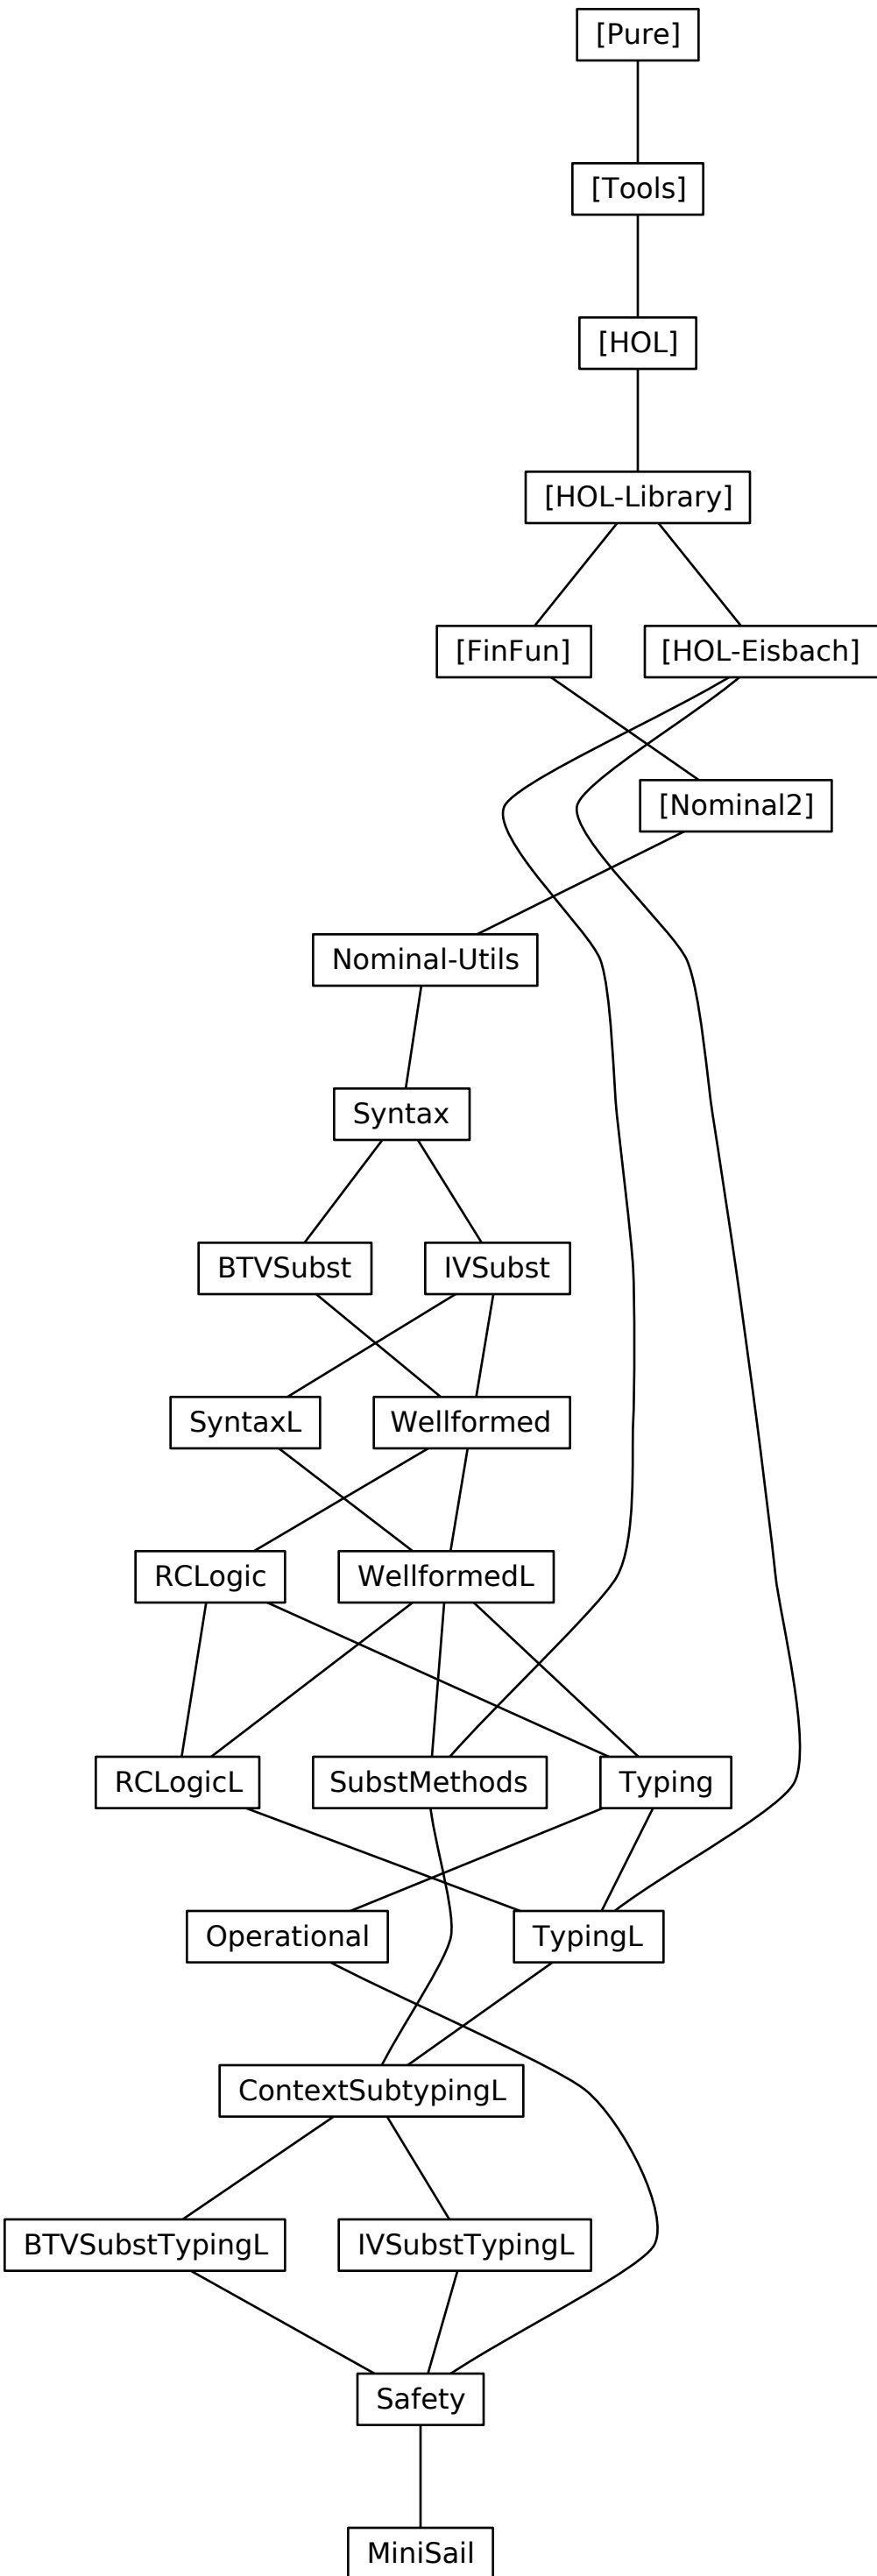 [Pure]
[Tools]
[HOL]
[HOL-Library]
[FinFun]
[HOL-Eisbach]
[Nominal2]
Nominal-Utils
Syntax
BTVSubst
IVSubst
SyntaxL
Wellformed
RCLogic
WellformedL
RCLogicL
SubstMethods
Typing
Operational
TypingL
ContextSubtypingL
BTVSubstTypingL
IVSubstTypingL
Safety
MiniSail